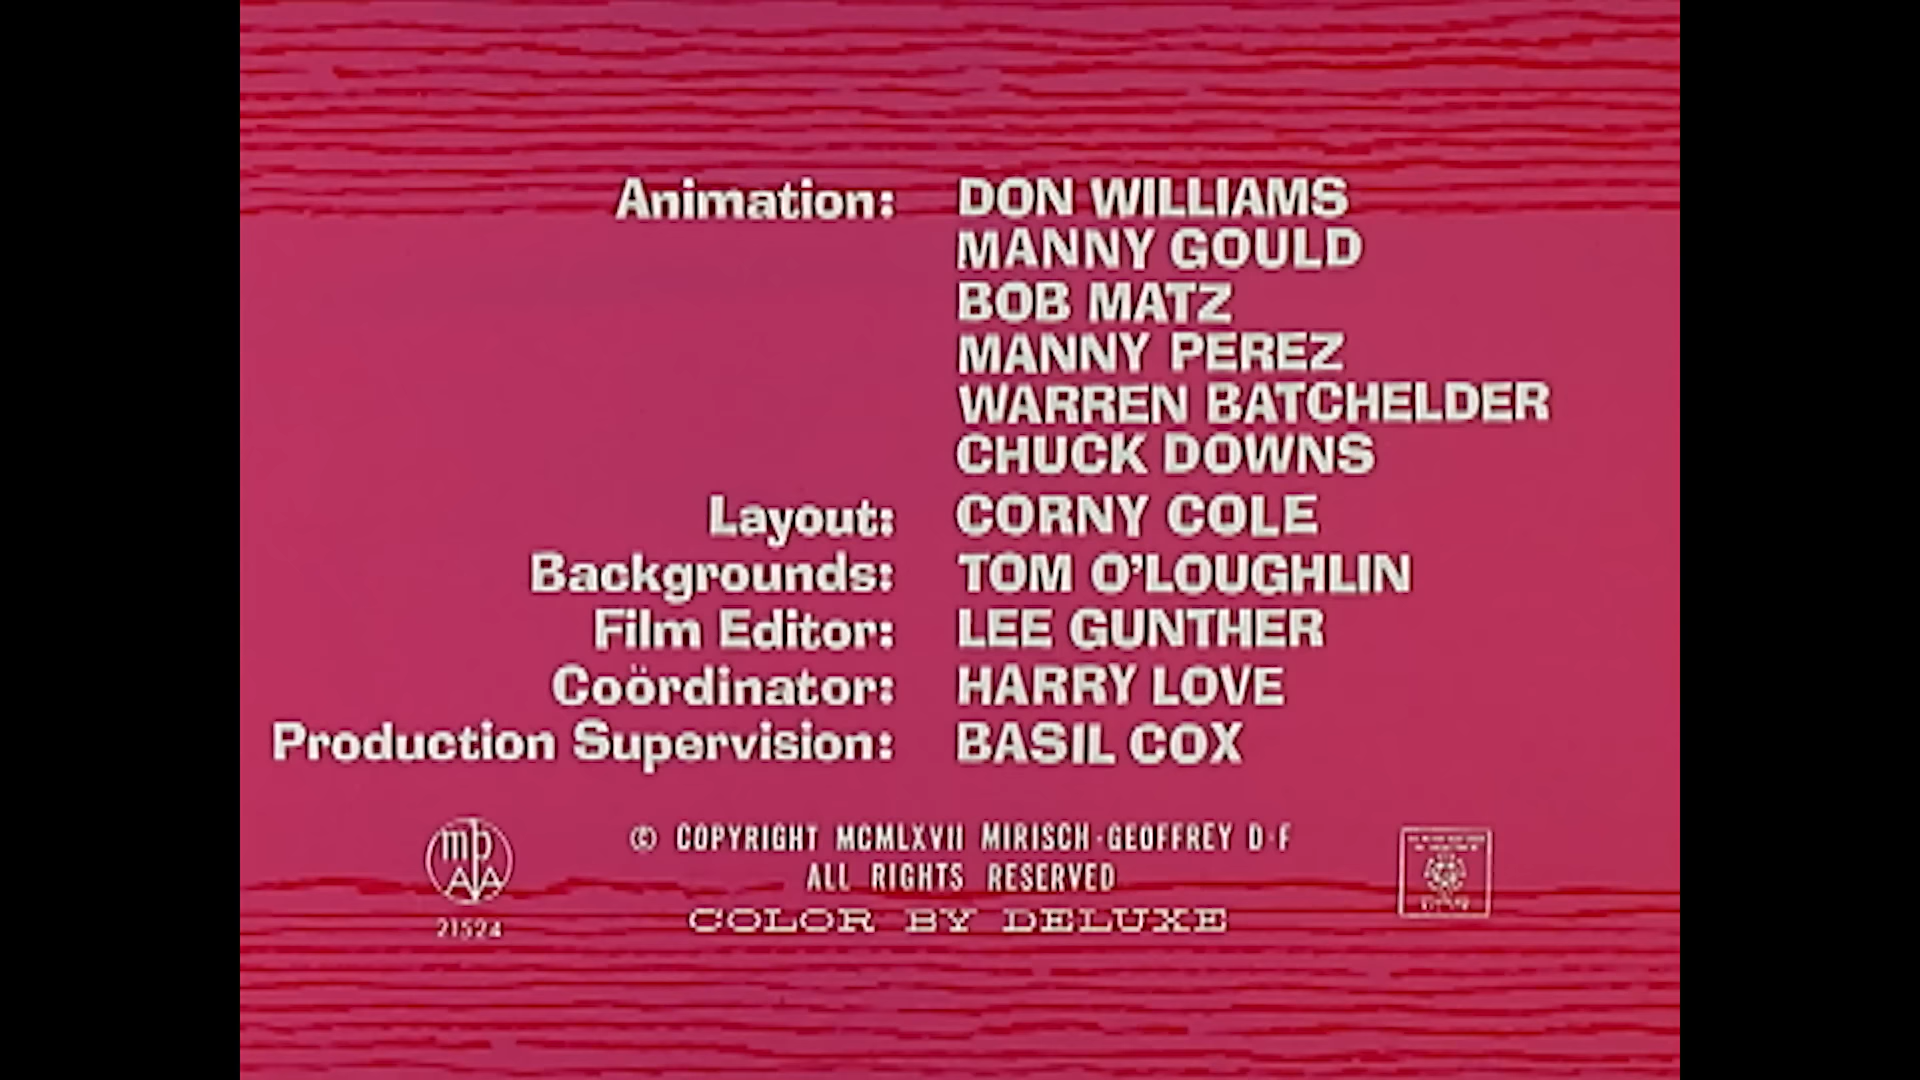 Animation: DON WILLIAMS
MANNY GOULD
BOB MATZ
MANNY PEREZ
WARREN BATCHELDER
CHUCK DOWNS
Layout: CORNY COLE
Backgrounds: TOM O'LOUGHLIN
Film Editor: LEE GUNTHER
Coördinator: HARRY LOVE
Production Supervision: BASIL COX
© COPYRIGHT MCMLXVII MIRISCH-GEOFFREY D-F
ALL RIGHTS RESERVED
COLOR BY DELUXE
mp
AA
21524